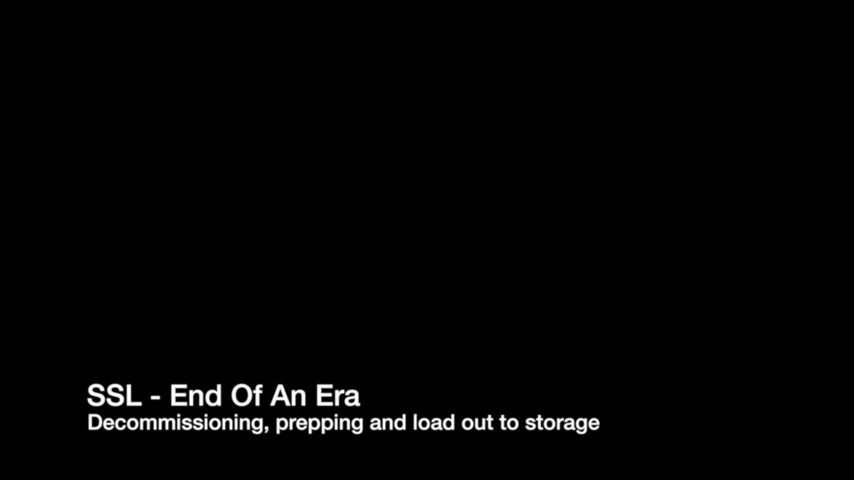 SSL - End Of An Era
Decommissioning, prepping and load out to storage